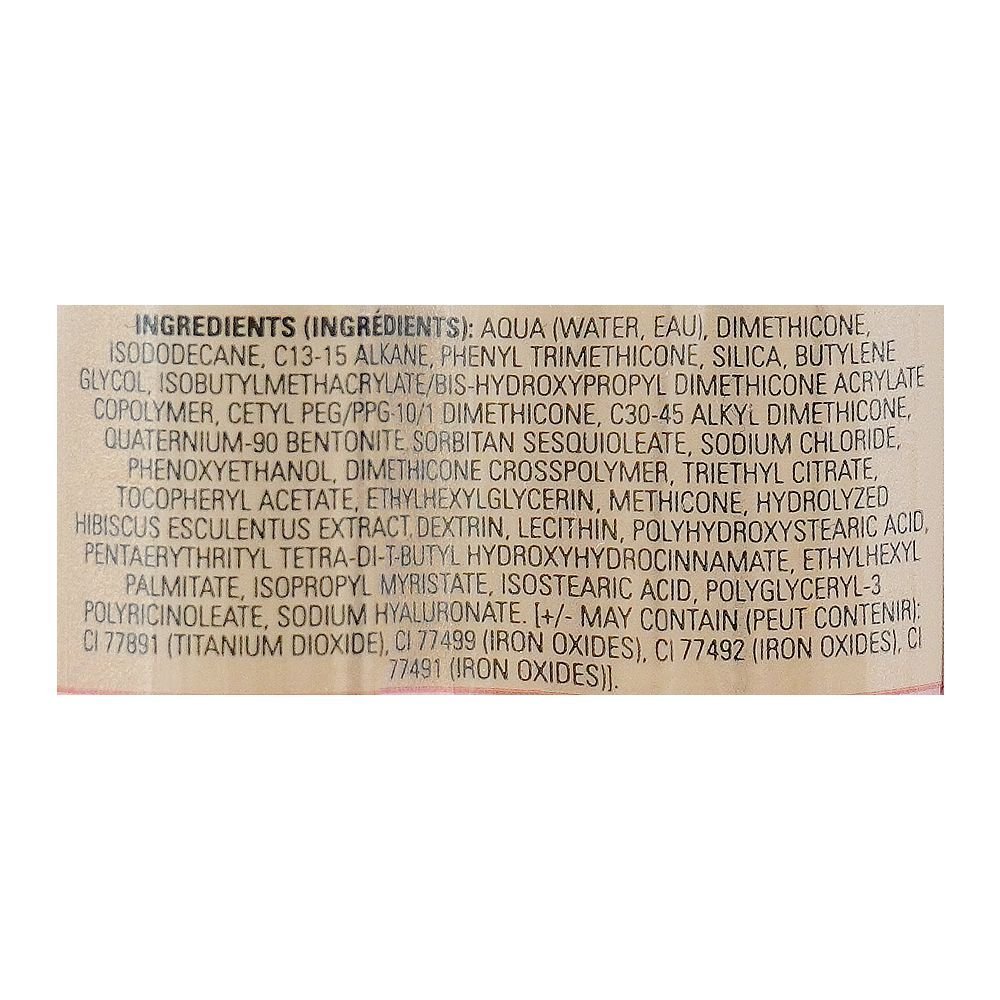 INGREDIENTS (INGRÉDIENTS): AQUA (WATER, EAU), DIMETHICONE,
ISODODECANE, C13-15 ALKANE, PHENYL TRIMETHICONE, SILICA, BUTYLENE
GLYCOL, ISOBUTYLMETHACRYLATE/BIS-HYDROXYPROPYL DIMETHICONE ACRYLATE
COPOLYMER, CETYL PEG/PPG-10/1 DIMETHICONE, C30-45 ALKYL DIMETHICONE,
QUATERNIUM-90 BENTONITE, SORBITAN SESQUIOLEATE, SODIUM CHLORIDE,
PHENOXYETHANOL, DIMETHICONE CROSSPOLYMER, TRIETHYL CITRATE,
TOCOPHERYL ACETATE, ETHYLHEXYLGLYCERIN, METHICONE, HYDROLYZED
HIBISCUS ESCULENTUS EXTRACT, DEXTRIN, LECITHIN, POLYHYDROXYSTEARIC ACID,
PENTAERYTHRITYL TETRA-DI-T-BUTYL HYDROXYHYDROCINNAMATE, ETHYLHEXYL
PALMITATE, ISOPROPYL MYRISTATE, ISOSTEARIC ACID, POLYGLYCERYL-3
POLYRICINOLEATE, SODIUM HYALURONATE. [+/- MAY CONTAIN (PEUT CONTENIR):
CI 77891 (TITANIUM DIOXIDE), CI 77499 (IRON OXIDES), CI 77492 (IRON OXIDES), CI
77491 (IRON OXIDES)].